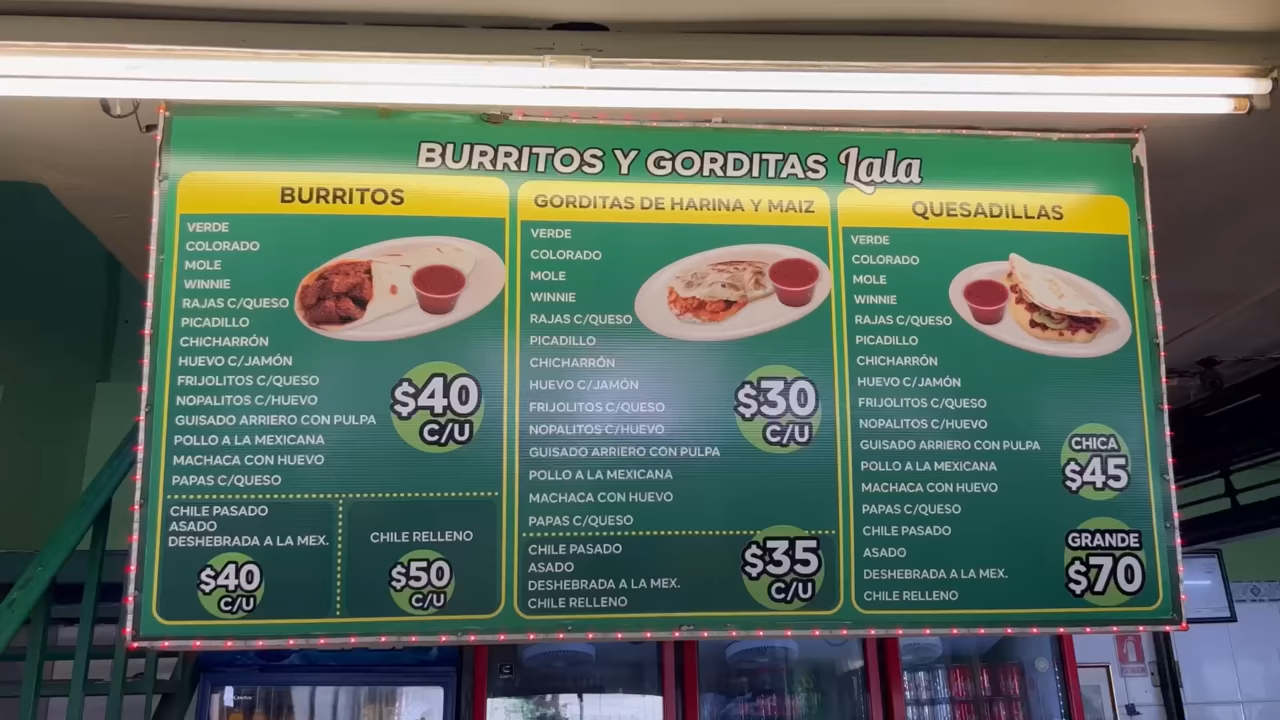 BURRITOS Y GORDITAS Lala
BURRITOS
VERDE
COLORADO
MOLE
WINNIE
RAJAS C/QUESO
PICADILLO
CHICHARRÓN
HUEVO C/JAMÓN
FRIJOLITOS C/QUESO
NOPALITOS C/HUEVO
GUISADO ARRIERO CON PULPA
POLLO A LA MEXICANA
MACHACA CON HUEVO
PAPAS C/QUESO
$40
C/U
CHILE PASADO
ASADO
DESHEBRADA A LA MEX.
$40
C/U
CHILE RELLENO
$50
C/U
GORDITAS DE HARINA Y MAIZ
VERDE
COLORADO
MOLE
WINNIE
RAJAS C/QUESO
PICADILLO
CHICHARRÓN
HUEVO C/JAMÓN
FRIJOLITOS C/QUESO
NOPALITOS C/HUEVO
GUISADO ARRIERO CON PULPA
POLLO A LA MEXICANA
MACHACA CON HUEVO
PAPAS C/QUESO
$30
C/U
CHILE PASADO
ASADO
DESHEBRADA A LA MEX.
CHILE RELLENO
$35
C/U
QUESADILLAS
VERDE
COLORADO
MOLE
WINNIE
RAJAS C/QUESO
PICADILLO
CHICHARRÓN
HUEVO C/JAMÓN
FRIJOLITOS C/QUESO
NOPALITOS C/HUEVO
GUISADO ARRIERO CON PULPA
POLLO A LA MEXICANA
MACHACA CON HUEVO
PAPAS C/QUESO
CHILE PASADO
ASADO
DESHEBRADA A LA MEX.
CHILE RELLENO
CHICA
$45
GRANDE
$70